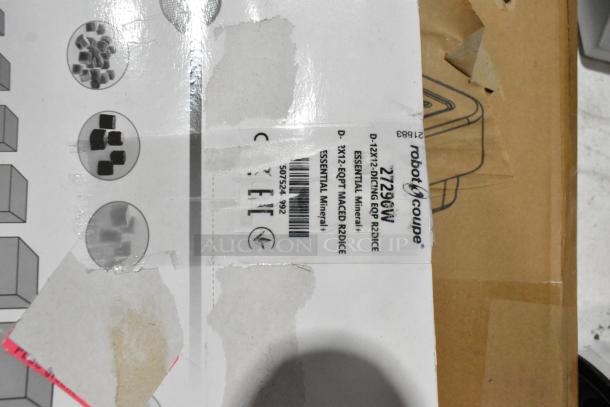 robot coupe®
21883
27290W
D-12X12-DICING EQP R2DICE
ESSENTIAL Mineral+
D- 1X12-EQPT MACED R2DICE
ESSENTIAL Mineral+
507524 992
AUCTION GROUP